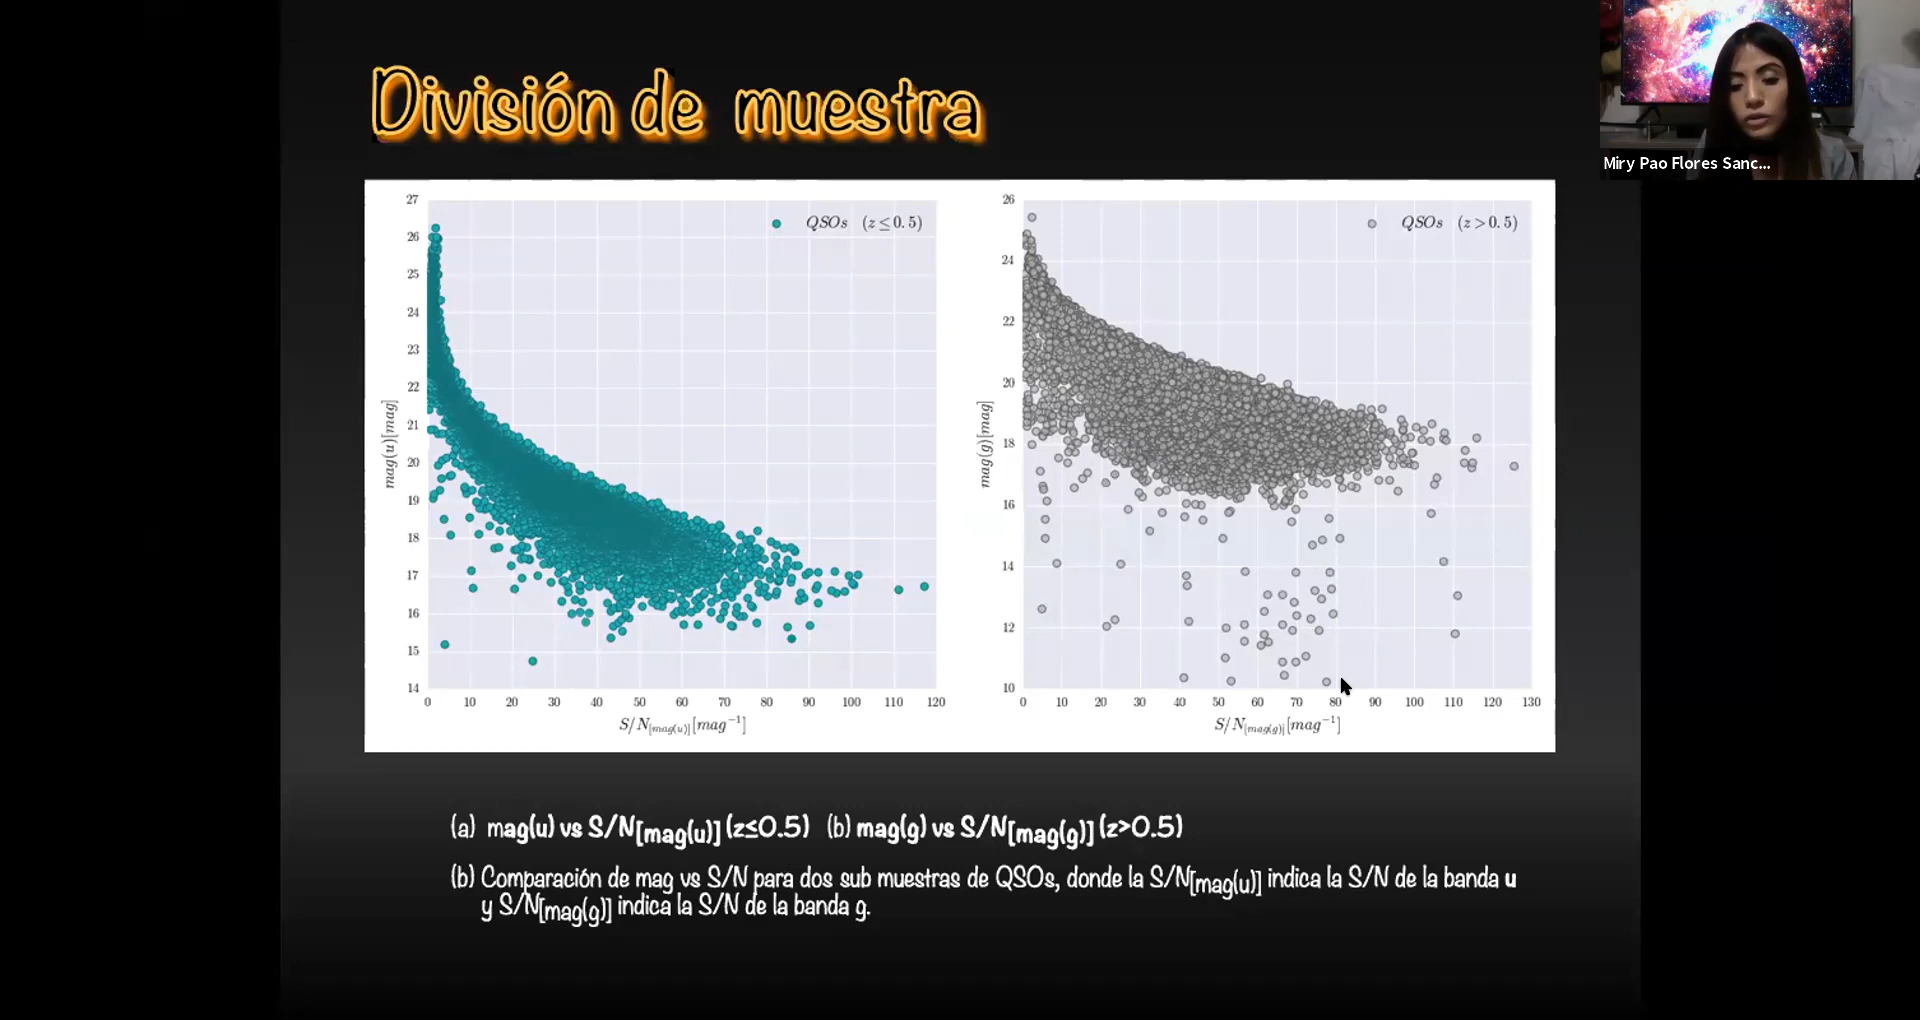 División de muestra
Miry Pao Flores Sanc...
27
26
25
24
23
22
21
20
19
18
17
16
15
14
mag(u)[mag]
QSOs (z ≤ 0.5)
0 10 20 30 40 50 60 70 80 90 100 110 120
S/N[mag(u)][mag⁻¹]
26
24
22
20
18
16
14
12
10
mag(g)[mag]
QSOs (z > 0.5)
0 10 20 30 40 50 60 70 80 90 100 110 120 130
S/N[mag(g)][mag⁻¹]
(a) mag(u) vs S/N[mag(u)] (z≤0.5) (b) mag(g) vs S/N[mag(g)] (z>0.5)
(b) Comparación de mag vs S/N para dos sub muestras de QSOs, donde la S/N[mag(u)] indica la S/N de la banda u
y S/N[mag(g)] indica la S/N de la banda g.